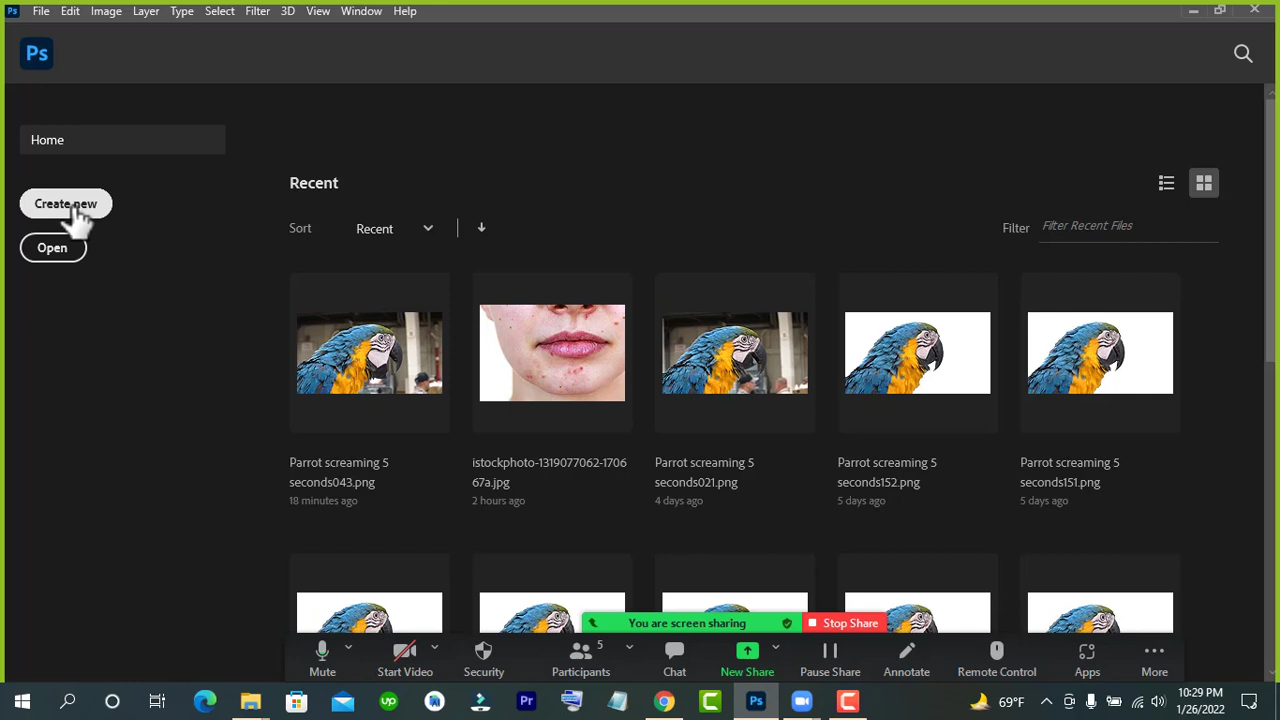 Ps File Edit Image Layer Type Select Filter 3D View Window Help
Ps
Home
Create new
Open
Recent
Sort Recent
Filter Filter Recent Files
Parrot screaming 5
seconds043.png
18 minutes ago
istockphoto-1319077062-1706
67a.jpg
2 hours ago
Parrot screaming 5
seconds021.png
4 days ago
Parrot screaming 5
seconds152.png
5 days ago
Parrot screaming 5
seconds151.png
5 days ago
You are screen sharing Stop Share
Mute
Start Video
Security
Participants 5
Chat
New Share
Pause Share
Annotate
Remote Control
Apps
More
up
Pr
Ps
69°F
10:29 PM
1/26/2022